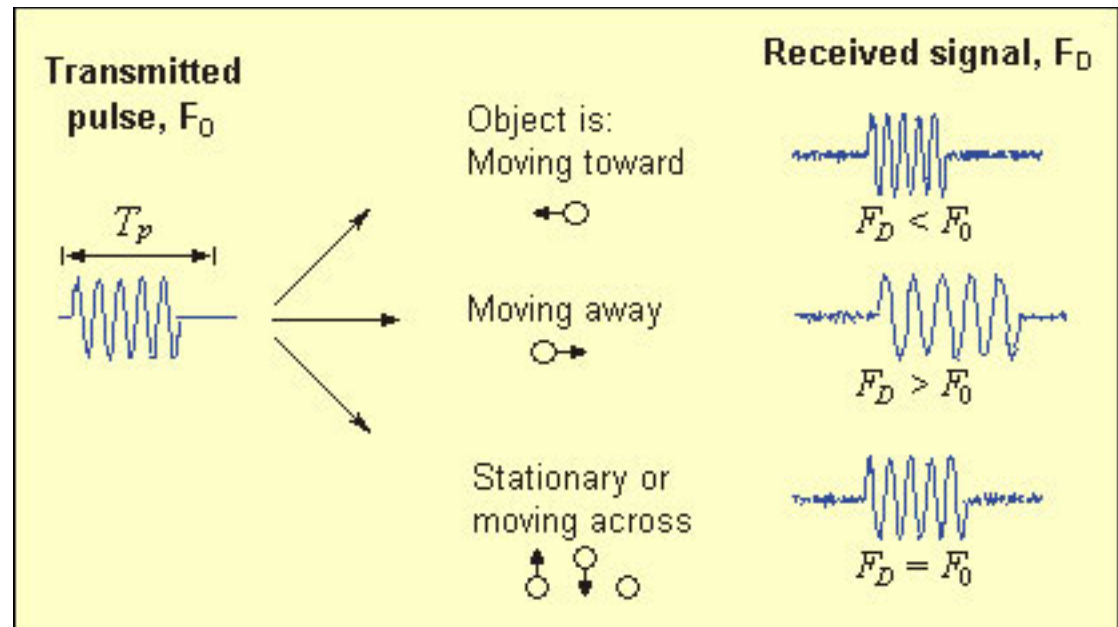 Transmitted
pulse, F0
Tp
Object is:
Moving toward
Moving away
Stationary or
moving across
Received signal, FD
FD < F0
FD > F0
FD = F0